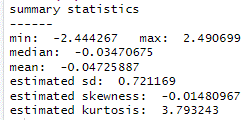 summary statistics
------
min:  -2.444267   max:  2.490699
median:  -0.03470675
mean:  -0.04725887
estimated sd:  0.721169
estimated skewness:  -0.01480967
estimated kurtosis:  3.793243